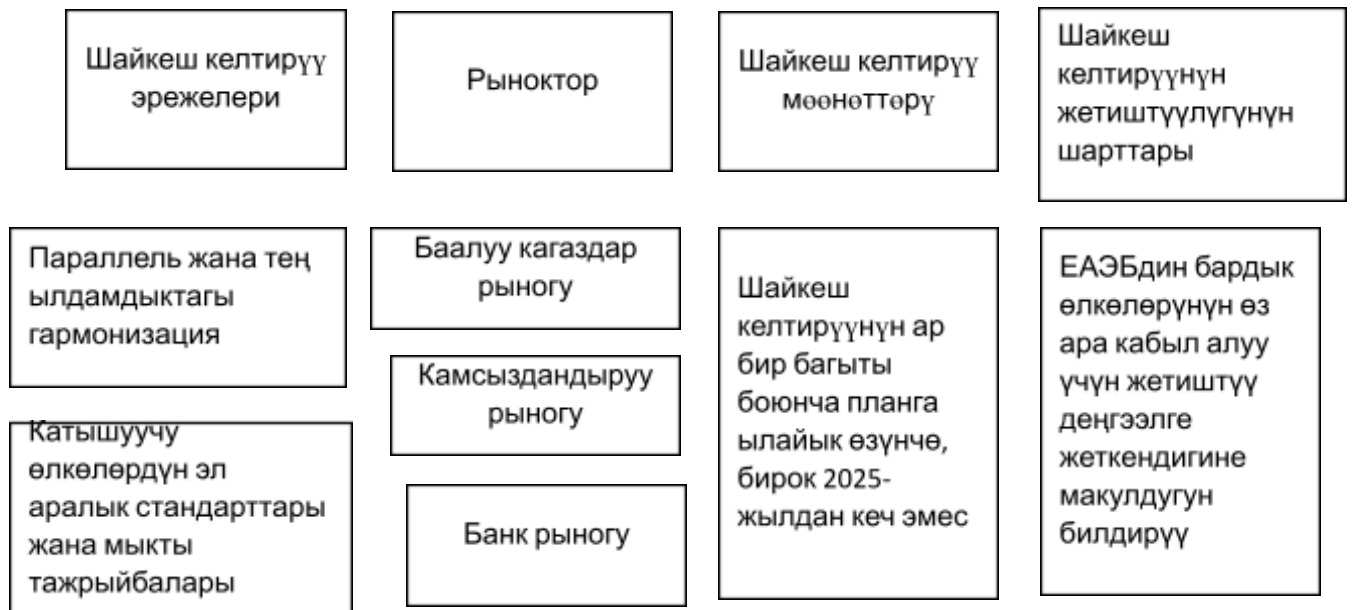 Шайкеш келтирүү
эрежелери
Рыноктор
Шайкеш келтирүү
мөөнөттөрү
Шайкеш
келтирүүнүн
жетиштүүлүгүнүн
шарттары
Параллель жана тең
ылдамдыктагы
гармонизация
Катышуучу
өлкөлөрдүн эл
аралык стандарттары
жана мыкты
тажрыйбалары
Баалуу кагаздар
рыногу
Камсыздандыруу
рыногу
Банк рыногу
Шайкеш
келтирүүнүн ар
бир багыты
боюнча планга
ылайык өзүнчө,
бирок 2025-
жылдан кеч эмес
ЕАЭБдин бардык
өлкөлөрүнүн өз
ара кабыл алуу
үчүн жетиштүү
деңгээлге
жеткендигине
макулдугун
билдирүү